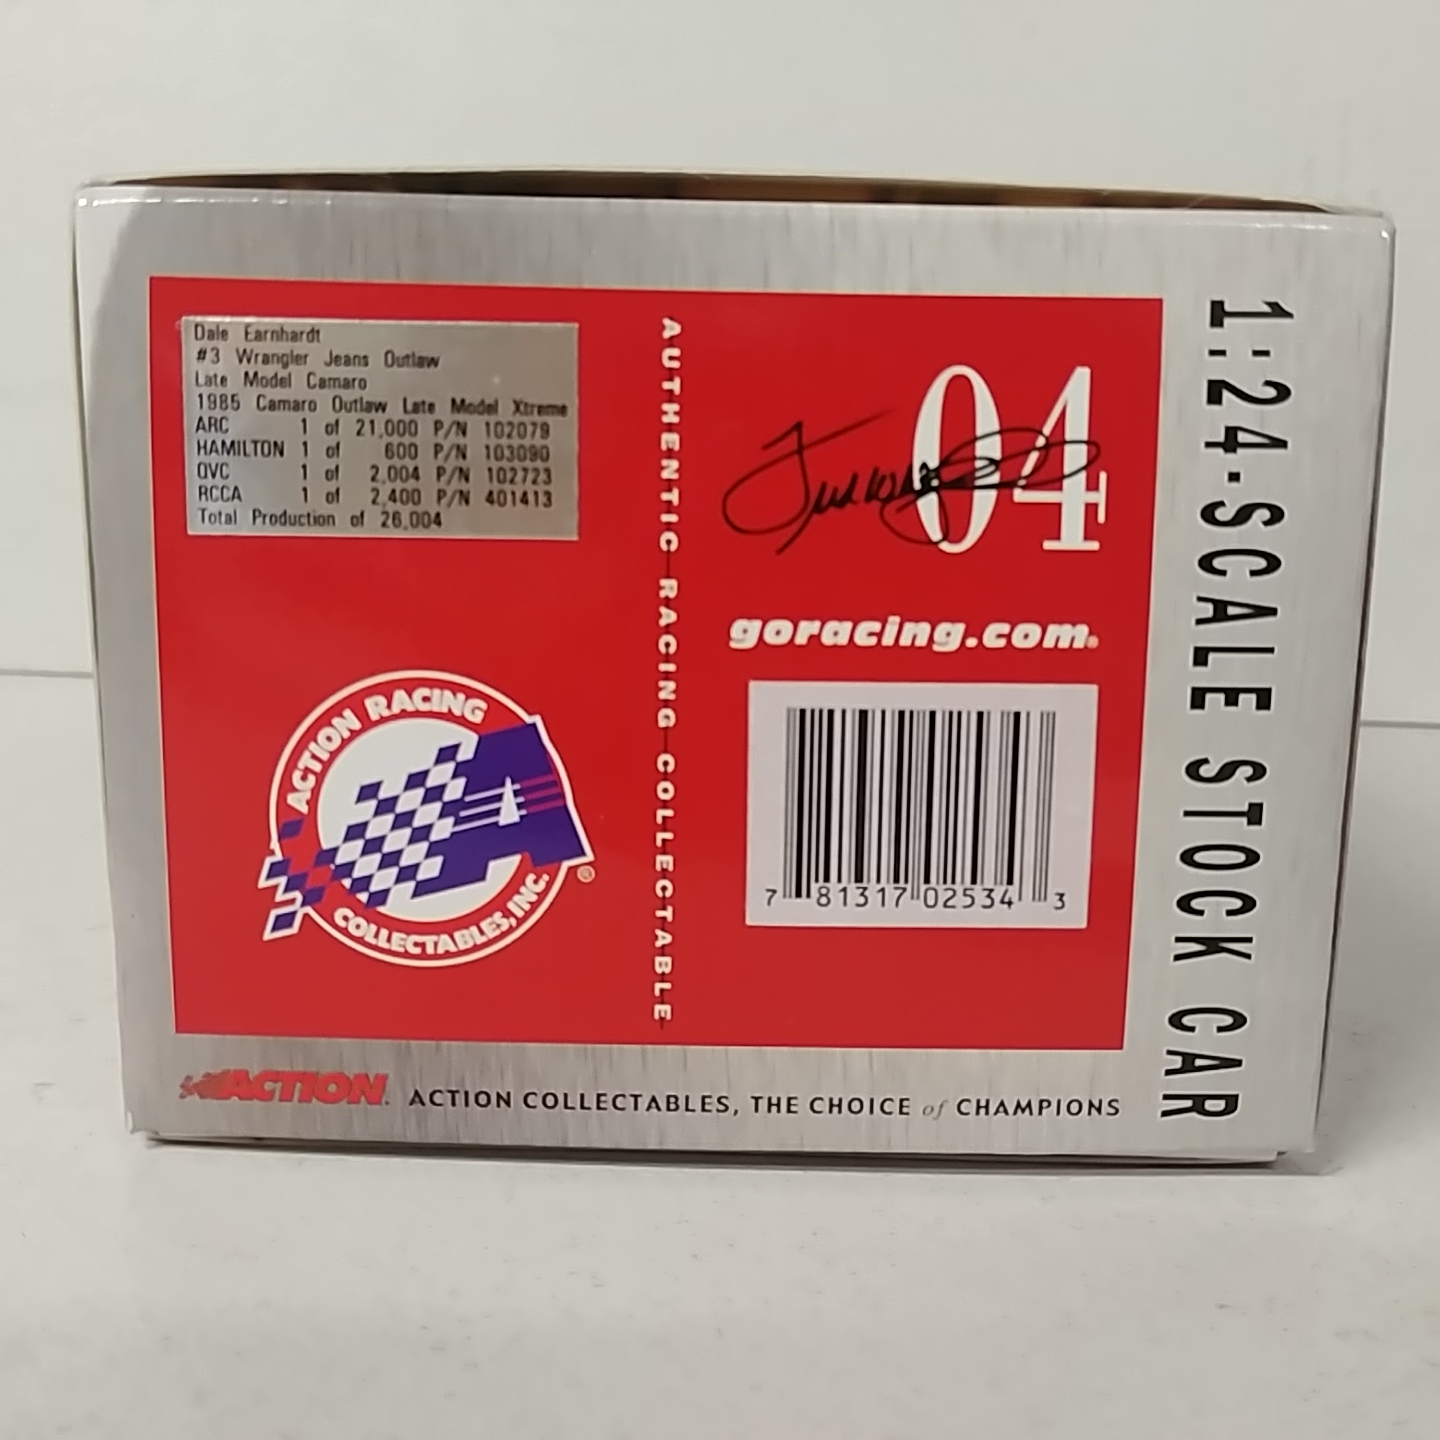 Dale Earnhardt
#3 Wrangler Jeans Outlaw
Late Model Camaro
1985 Camaro Outlaw Late Model Xtreme
ARC 1 of 21,000 P/N 102079
HAMILTON 1 of 600 P/N 103090
QVC 1 of 2,004 P/N 102723
RCCA 1 of 2,400 P/N 401413
Total Production of 26,004
ACTION RACING
COLLECTABLES, INC.
®
AUTHENTIC RACING COLLECTABLE
04
goracing.com®
7 81317 02534 3
1:24-SCALE STOCK CAR
ACTION.
ACTION COLLECTABLES, THE CHOICE of CHAMPIONS